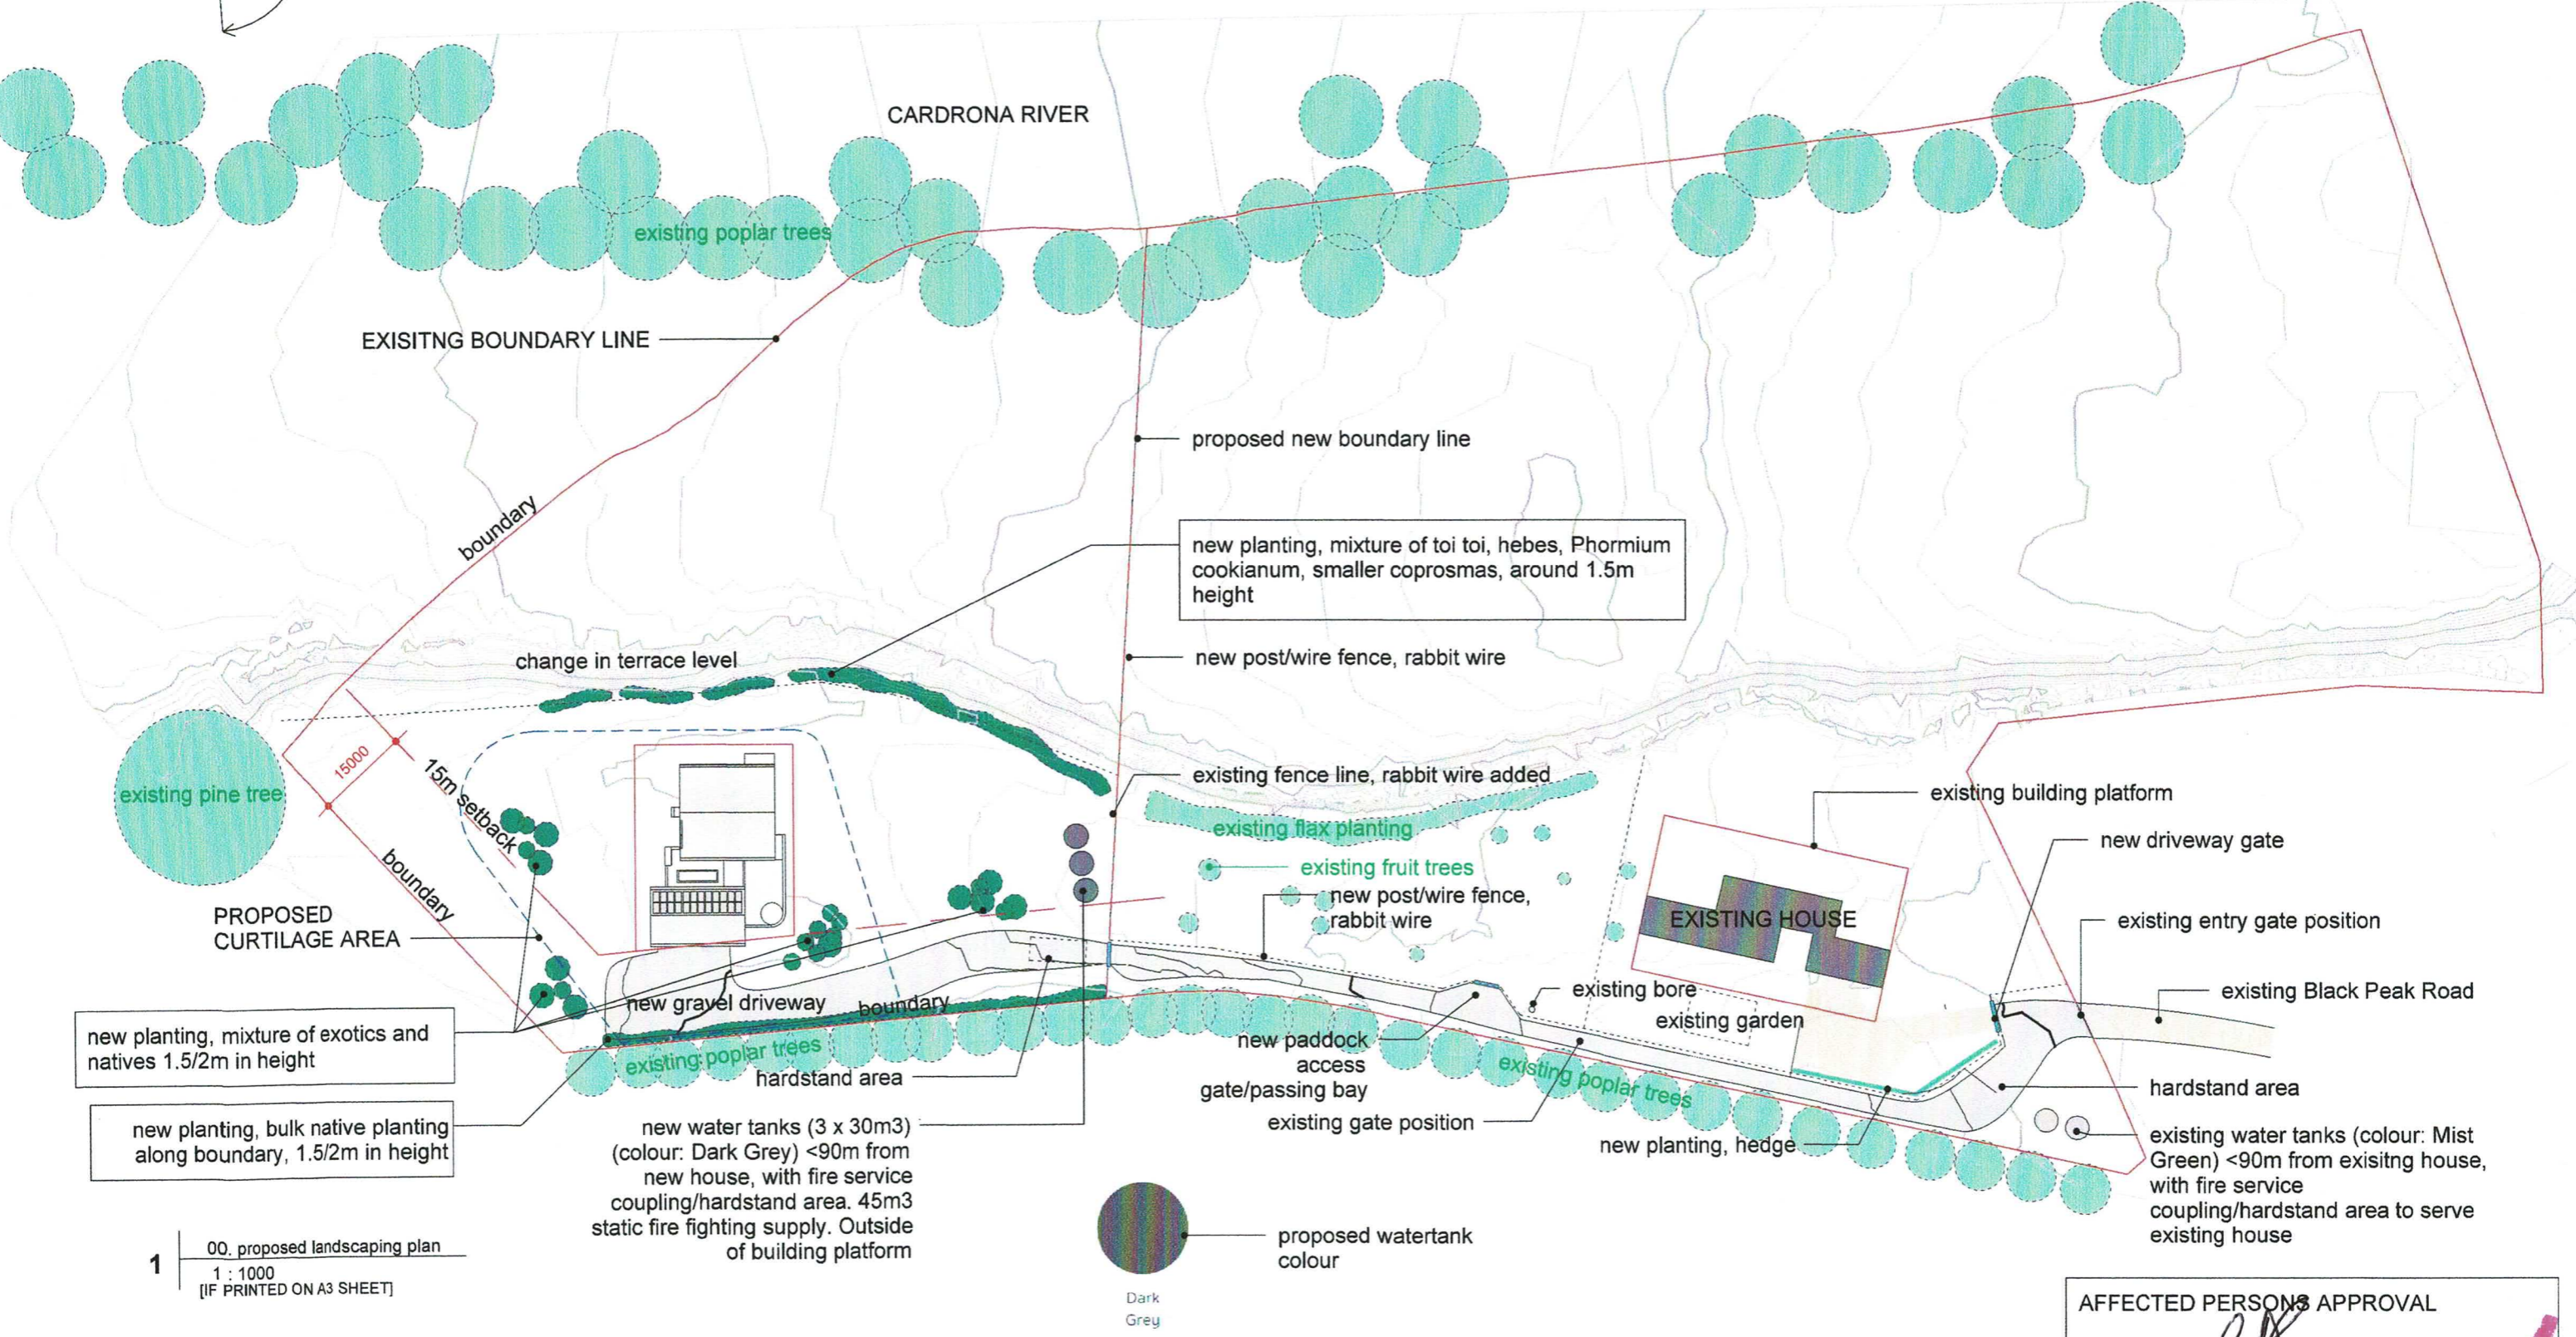 CARDRONA RIVER
existing poplar trees
EXISITNG BOUNDARY LINE
proposed new boundary line
boundary
new planting, mixture of toi toi, hebes, Phormium
cookianum, smaller coprosmas, around 1.5m
height
change in terrace level
new post/wire fence, rabbit wire
15000
15m setback
existing pine tree
existing fence line, rabbit wire added
existing building platform
existing flax planting
new driveway gate
existing fruit trees
boundary
new post/wire fence,
rabbit wire
PROPOSED
CURTILAGE AREA
EXISTING HOUSE
existing entry gate position
existing bore
existing Black Peak Road
new gravel driveway
boundary
existing garden
new planting, mixture of exotics and
natives 1.5/2m in height
existing poplar trees
hardstand area
new paddock
access
gate/passing bay
existing poplar trees
hardstand area
new planting, bulk native planting
along boundary, 1.5/2m in height
new water tanks (3 x 30m3)
(colour: Dark Grey) <90m from
new house, with fire service
coupling/hardstand area. 45m3
static fire fighting supply. Outside
of building platform
existing gate position
new planting, hedge
existing water tanks (colour: Mist
Green) <90m from exisitng house,
with fire service
coupling/hardstand area to serve
existing house
proposed watertank
colour
Dark
Grey
1
00. proposed landscaping plan
1 : 1000
[IF PRINTED ON A3 SHEET]
AFFECTED PERSONS APPROVAL